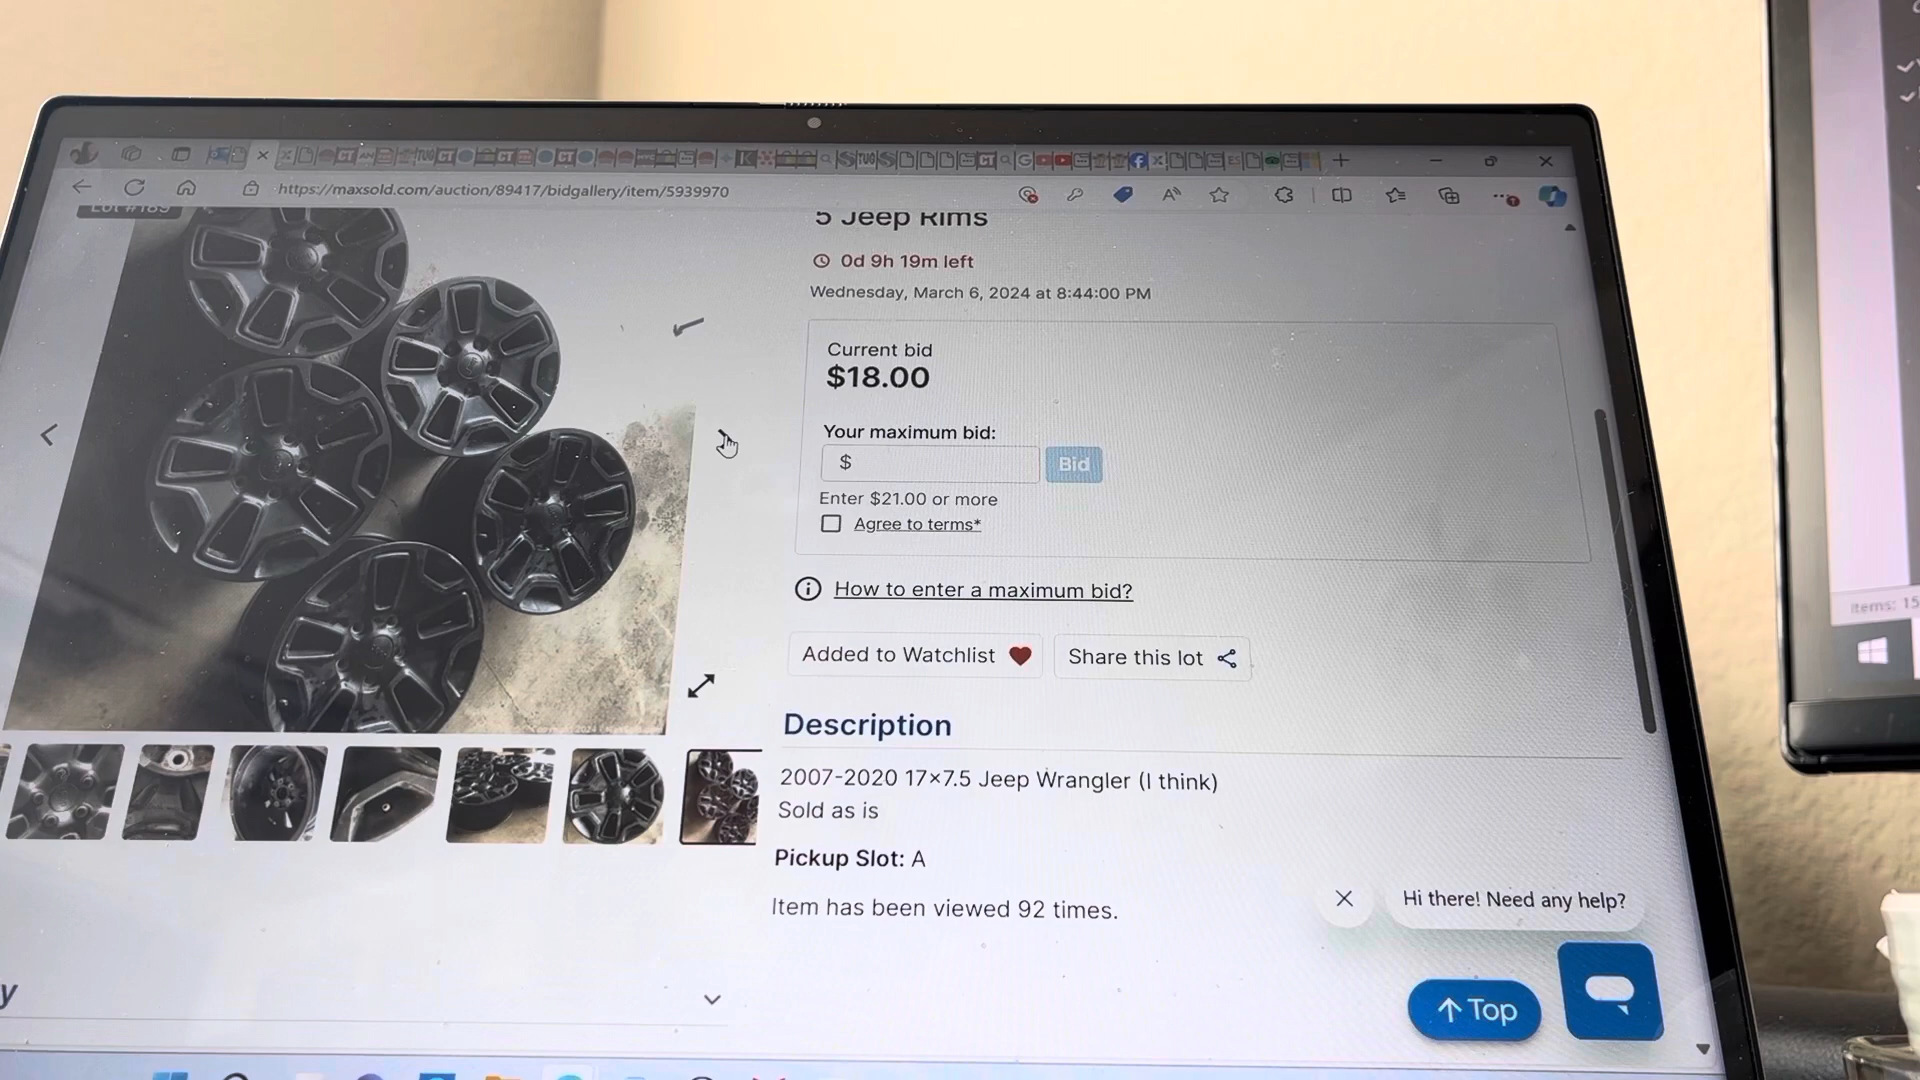 https://maxsold.com/auction/89417/bidgallery/item/5939970
5 Jeep Rims
0d 9h 19m left
Wednesday, March 6, 2024 at 8:44:00 PM
Current bid
$18.00
Your maximum bid:
$
Bid
Enter $21.00 or more
Agree to terms*
How to enter a maximum bid?
Added to Watchlist
Share this lot
Description
2007-2020 17×7.5 Jeep Wrangler (I think)
Sold as is
Pickup Slot: A
Item has been viewed 92 times.
Hi there! Need any help?
Top
y
Items: 15